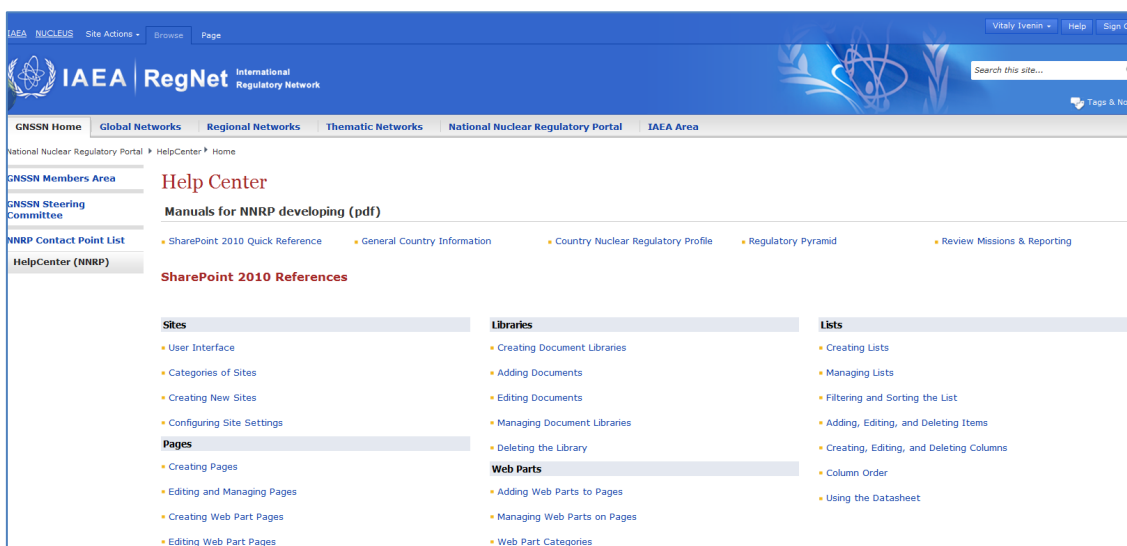 IAEA NUCLEUS Site Actions Browse Page
Vitaly Ivenin Help Sign
IAEA RegNet International
Regulatory Network
Search this site...
Tags &
GNSSN Home Global Networks Regional Networks Thematic Networks National Nuclear Regulatory Portal IAEA Area
National Nuclear Regulatory Portal HelpCenter Home
GNSSN Members Area
GNSSN Steering
Committee
NNRP Contact Point List
HelpCenter (NNRP)
Help Center
Manuals for NNRP developing (pdf)
SharePoint 2010 Quick Reference General Country Information Country Nuclear Regulatory Profile Regulatory Pyramid Review Missions & Reporting
SharePoint 2010 References
Sites
User Interface
Categories of Sites
Creating New Sites
Configuring Site Settings
Pages
Creating Pages
Editing and Managing Pages
Creating Web Part Pages
Editing Web Part Pages
Libraries
Creating Document Libraries
Adding Documents
Editing Documents
Managing Document Libraries
Deleting the Library
Web Parts
Adding Web Parts to Pages
Managing Web Parts on Pages
Web Part Categories
Lists
Creating Lists
Managing Lists
Filtering and Sorting the List
Adding, Editing, and Deleting Items
Creating, Editing, and Deleting Columns
Column Order
Using the Datasheet